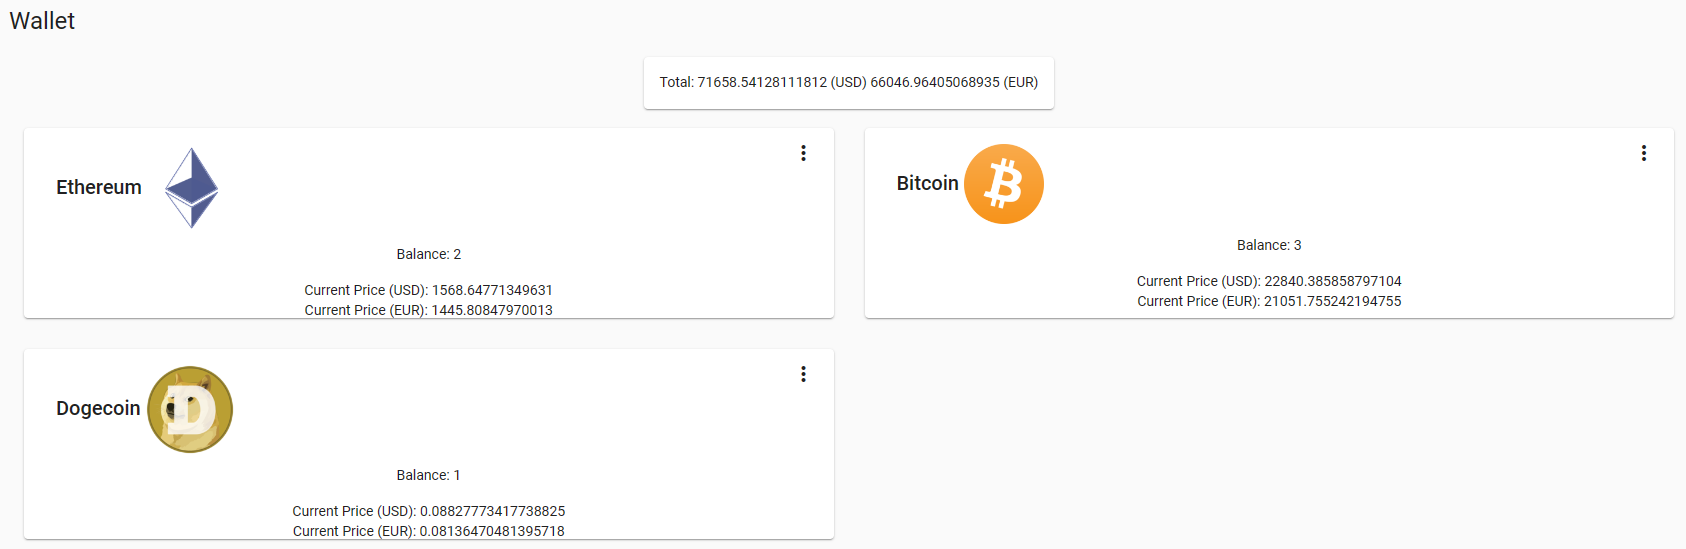 Wallet
Total: 71658.54128111812 (USD) 66046.96405068935 (EUR)
Ethereum
Balance: 2
Current Price (USD): 1568.64771349631
Current Price (EUR): 1445.80847970013
Bitcoin
Balance: 3
Current Price (USD): 22840.385858797104
Current Price (EUR): 21051.755242194755
Dogecoin
D
Balance: 1
Current Price (USD): 0.08827773417738825
Current Price (EUR): 0.08136470481395718